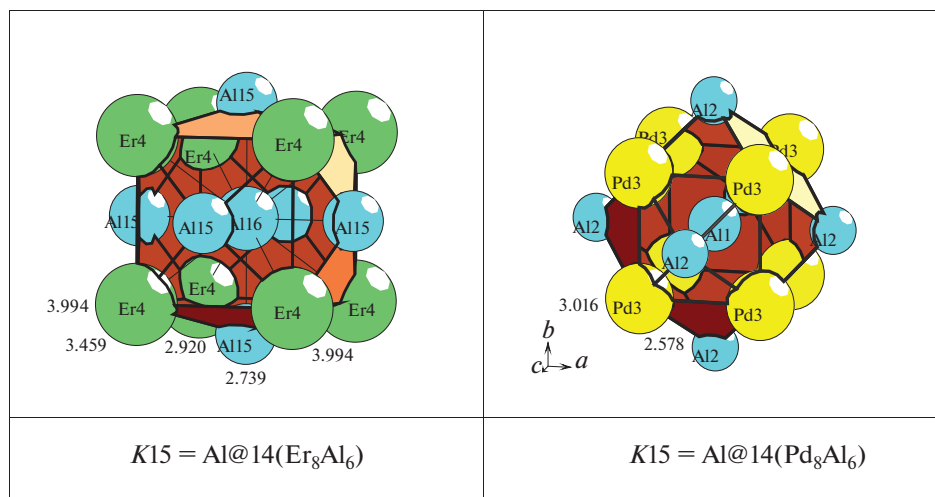 Al15
Er4
Er4
Er4
Er4
Al15
Al15
Al16
Al15
Er4
Er4
Er4
Er4
Al15
3.994
3.459
2.920
2.739
3.994
Al2
Pd3
Pd3
Pd3
Pd3
Al2
Al1
Al2
Al2
Pd3
Pd3
Al2
3.016
2.578
b
c
a
K15 = Al@14(Er₈Al₆)
K15 = Al@14(Pd₈Al₆)